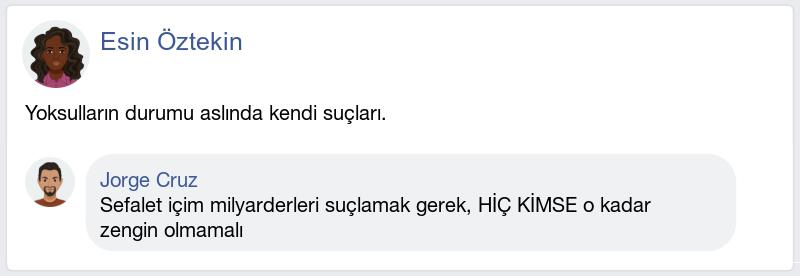 Esin Öztekin
Yoksulların durumu aslında kendi suçları.
Jorge Cruz
Sefalet içim milyarderleri suçlamak gerek, HİÇ KİMSE o kadar
zengin olmamalı